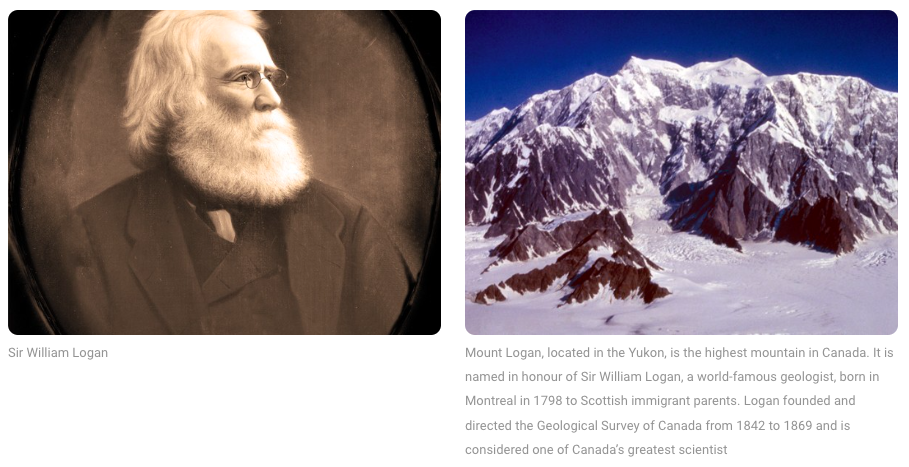 Sir William Logan
Mount Logan, located in the Yukon, is the highest mountain in Canada. It is
named in honour of Sir William Logan, a world-famous geologist, born in
Montreal in 1798 to Scottish immigrant parents. Logan founded and
directed the Geological Survey of Canada from 1842 to 1869 and is
considered one of Canada's greatest scientist